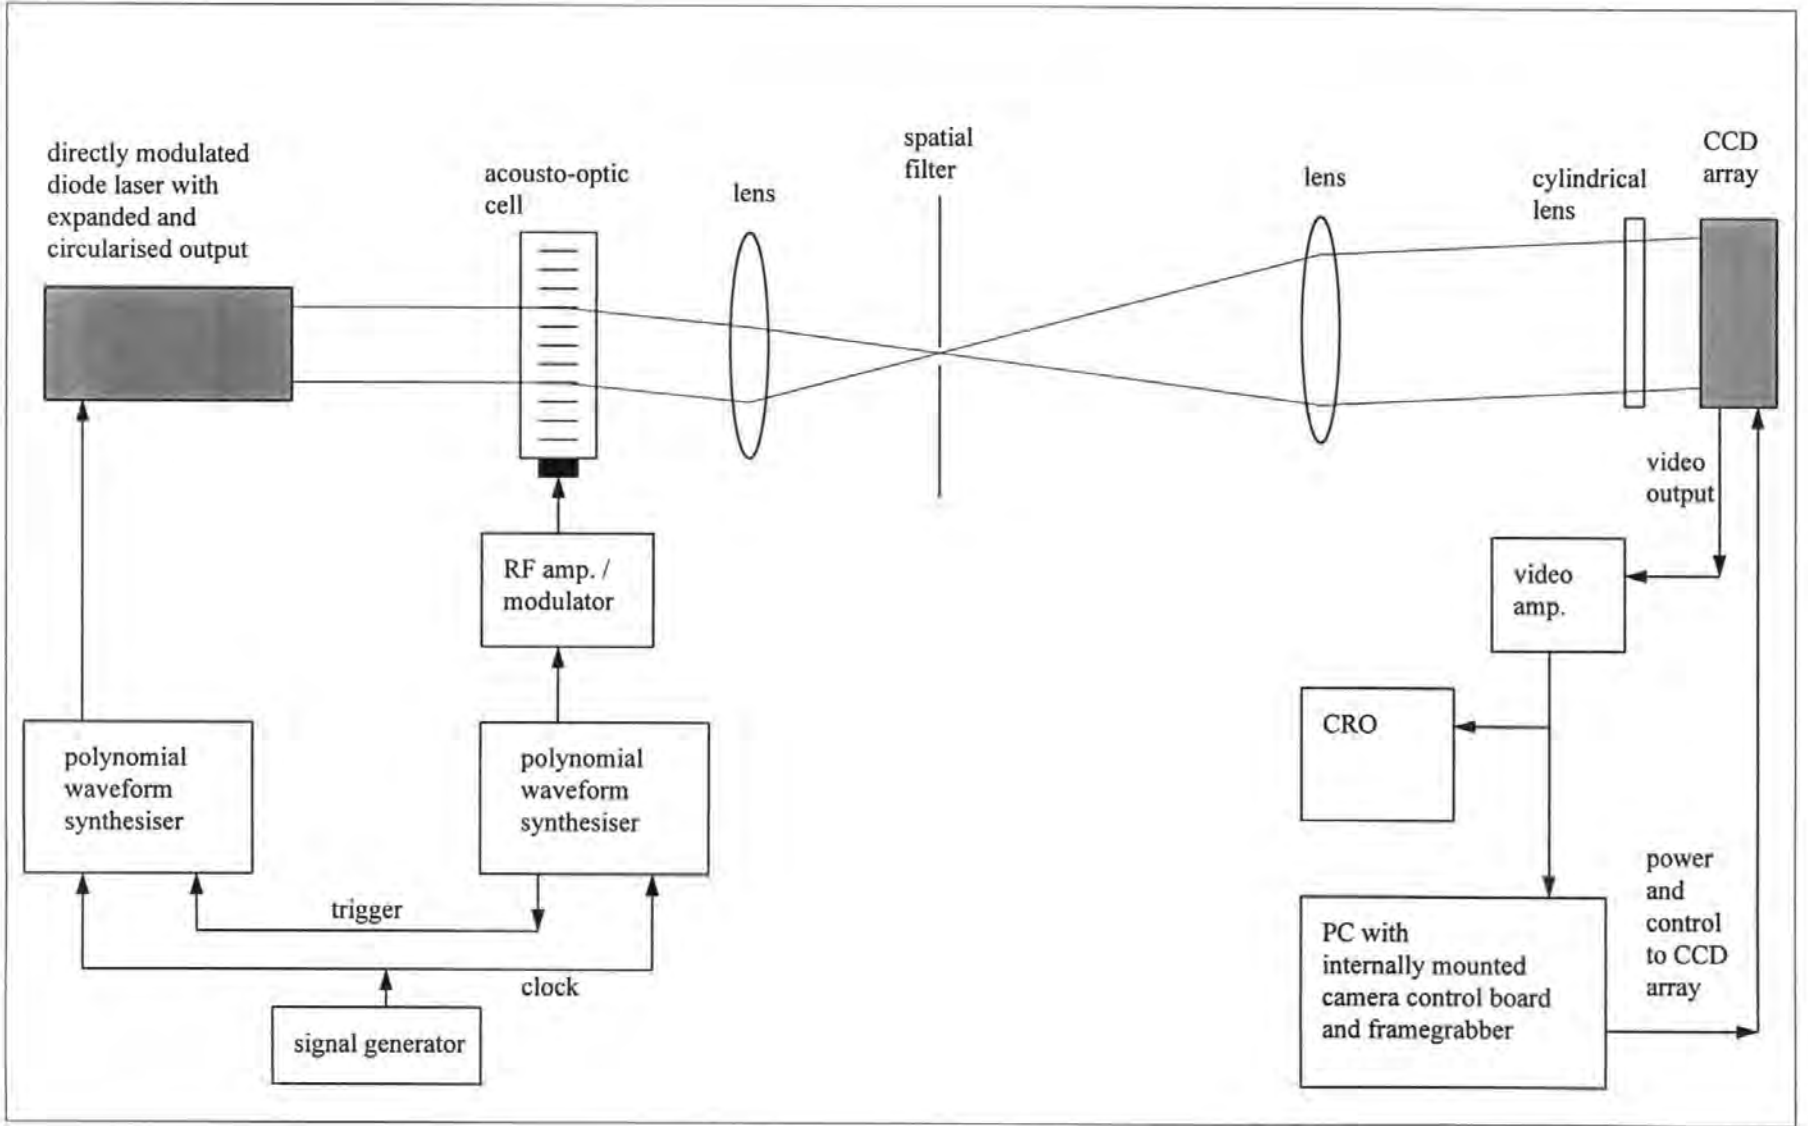 directly modulated
diode laser with
expanded and
circularised output
acousto-optic
cell
lens
spatial
filter
lens
cylindrical
lens
CCD
array
video
output
RF amp. /
modulator
video
amp.
CRO
polynomial
waveform
synthesiser
polynomial
waveform
synthesiser
trigger
clock
signal generator
PC with
internally mounted
camera control board
and framegrabber
power
and
control
to CCD
array